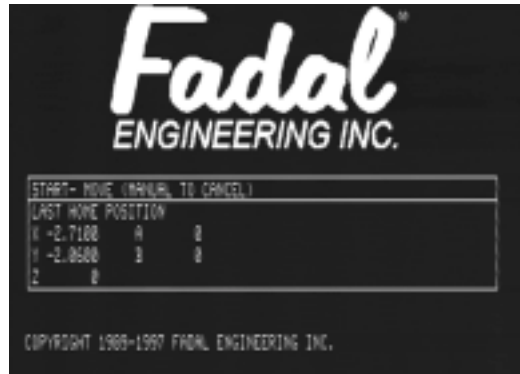 Fadal
ENGINEERING INC.
START- MOVE (MANUAL TO CANCEL)
LAST HOME POSITION
X -2.7100 A 0
Y -2.0600 B 0
Z 0
COPYRIGHT 1989-1997 FADAL ENGINEERING INC.